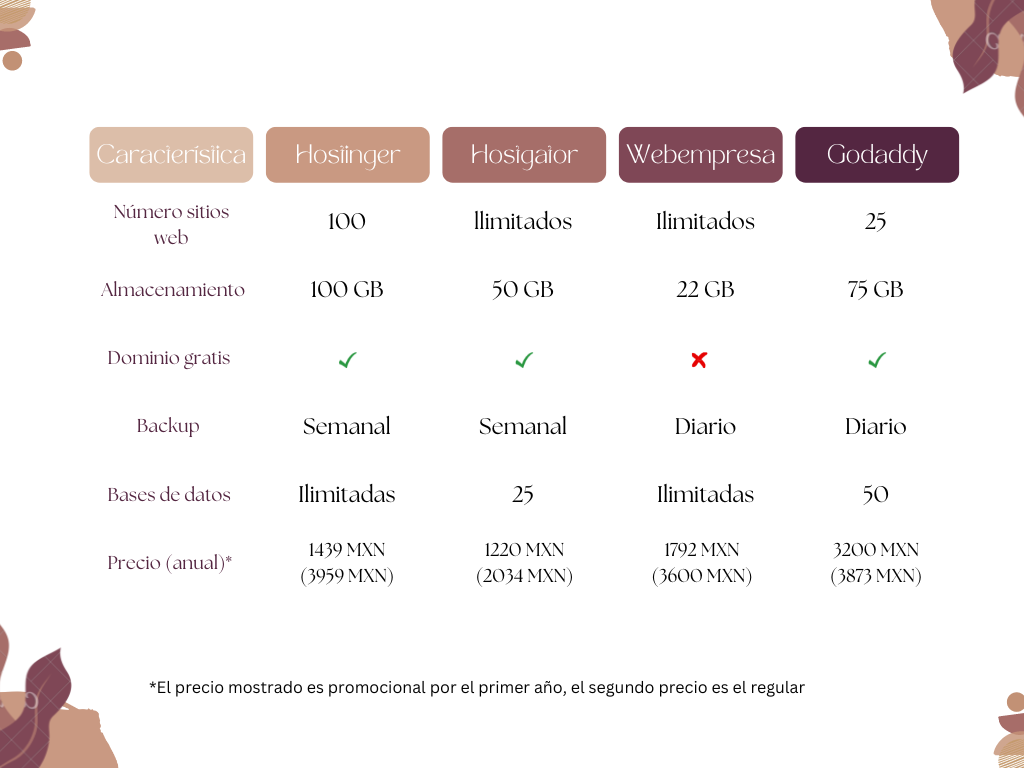 Característica Hostinger Hostgator Webempresa Godaddy
Número sitios
web
100 Ilimitados Ilimitados 25
Almacenamiento 100 GB 50 GB 22 GB 75 GB
Dominio gratis
Backup Semanal Semanal Diario Diario
Bases de datos Ilimitadas 25 Ilimitadas 50
Precio (anual)*
1439 MXN 1220 MXN 1792 MXN 3200 MXN
(3959 MXN) (2034 MXN) (3600 MXN) (3873 MXN)
*El precio mostrado es promocional por el primer año, el segundo precio es el regular